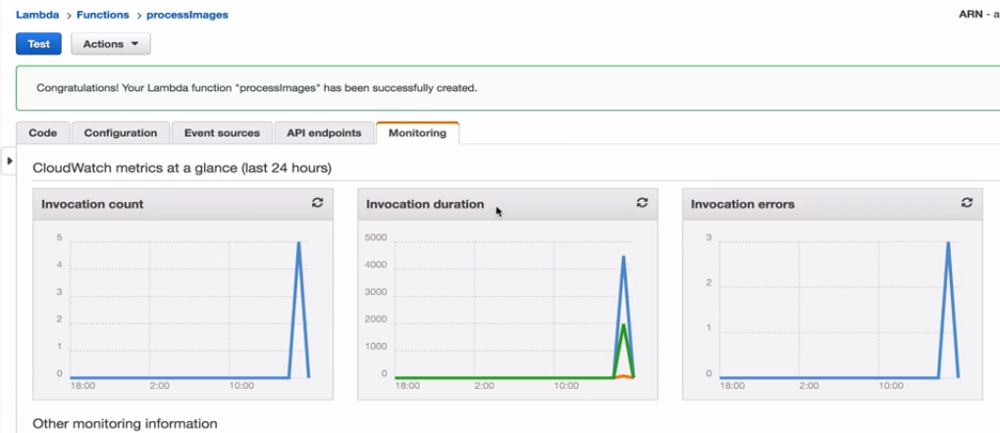 Lambda > Functions > processImages
ARN - a
Test Actions
Congratulations! Your Lambda function "processImages" has been successfully created.
Code Configuration Event sources API endpoints Monitoring
CloudWatch metrics at a glance (last 24 hours)
Invocation count
5
4
3
2
1
0
18:00 2:00 10:00
Invocation duration
5000
4000
3000
2000
1000
0
18:00 2:00 10:00
Invocation errors
3
2
1
0
18:00 2:00 10:00
Other monitoring information